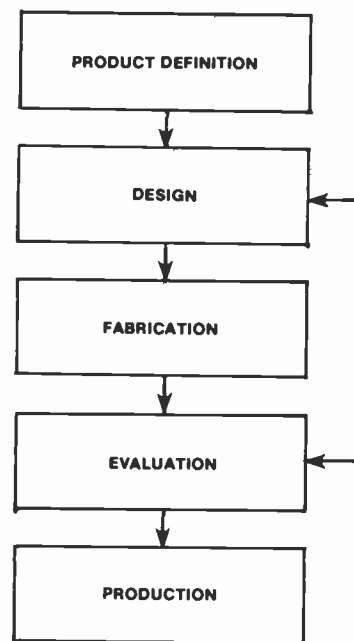 PRODUCT DEFINITION
DESIGN
FABRICATION
EVALUATION
PRODUCTION